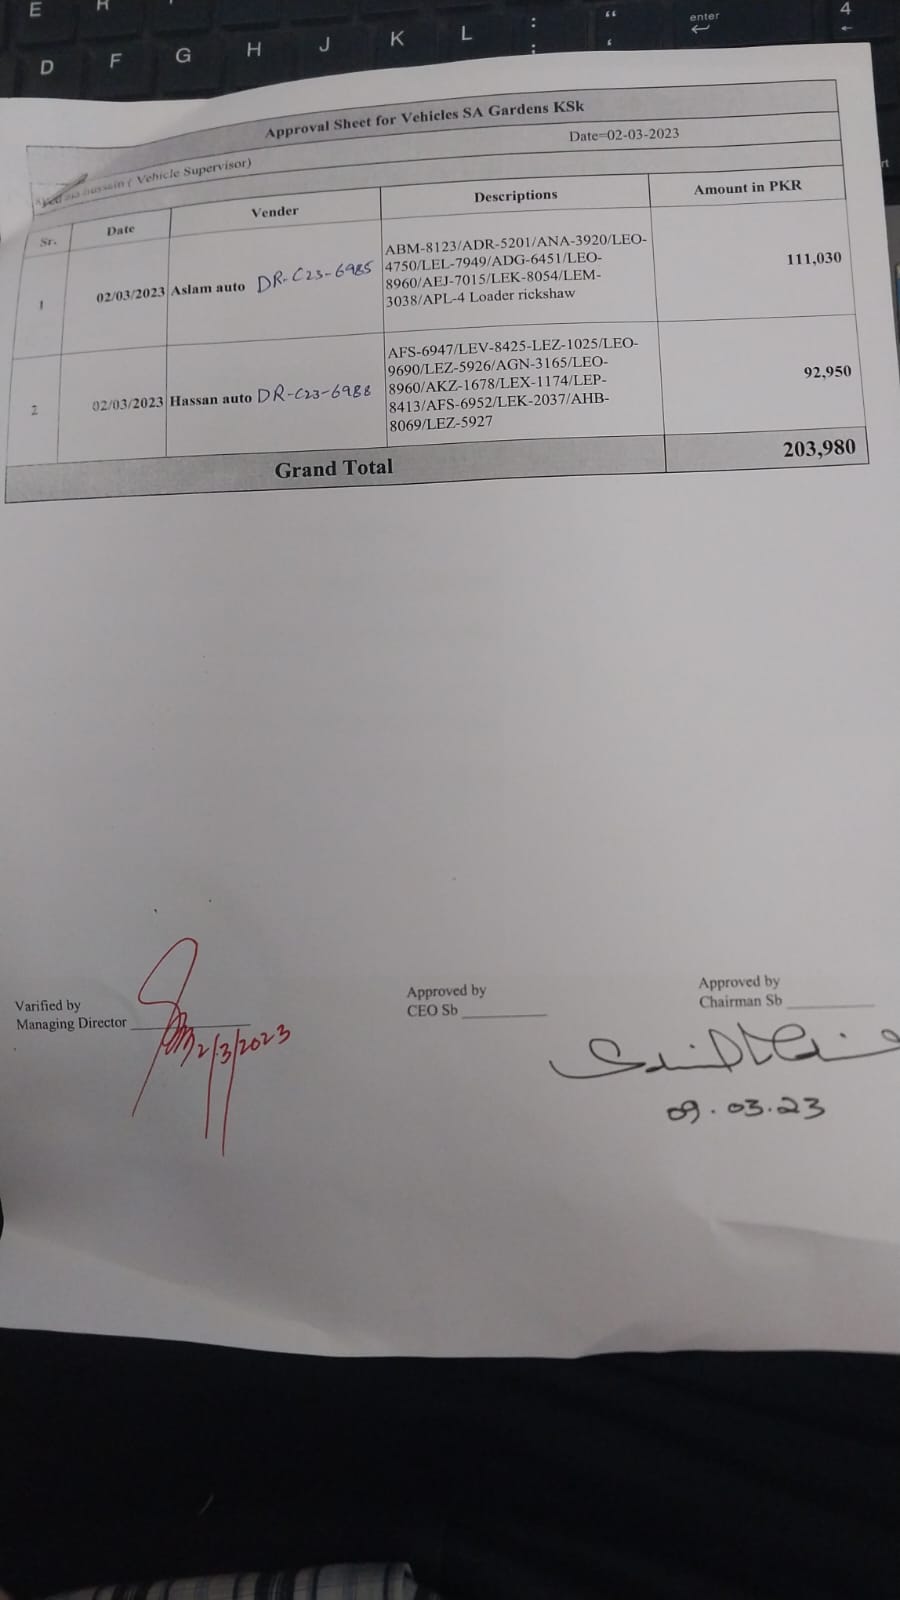 E
D F G H J K L : ; “ ‘ enter 4
Approval Sheet for Vehicles SA Gardens KSk
Date=02-03-2023
Hussain ( Vehicle Supervisor)
Sr. Date Vender Descriptions Amount in PKR
1 02/03/2023 Aslam auto DR-C23-6985 ABM-8123/ADR-5201/ANA-3920/LEO-
4750/LEL-7949/ADG-6451/LEO-
8960/AEJ-7015/LEK-8054/LEM-
3038/APL-4 Loader rickshaw
111,030
2 02/03/2023 Hassan auto DR-C23-6988 AFS-6947/LEV-8425-LEZ-1025/LEO-
9690/LEZ-5926/AGN-3165/LEO-
8960/AKZ-1678/LEX-1174/LEP-
8413/AFS-6952/LEK-2037/AHB-
8069/LEZ-5927
92,950
Grand Total 203,980
Varified by
Managing Director
2/3/2023
Approved by
CEO Sb
Approved by
Chairman Sb
09.03.23